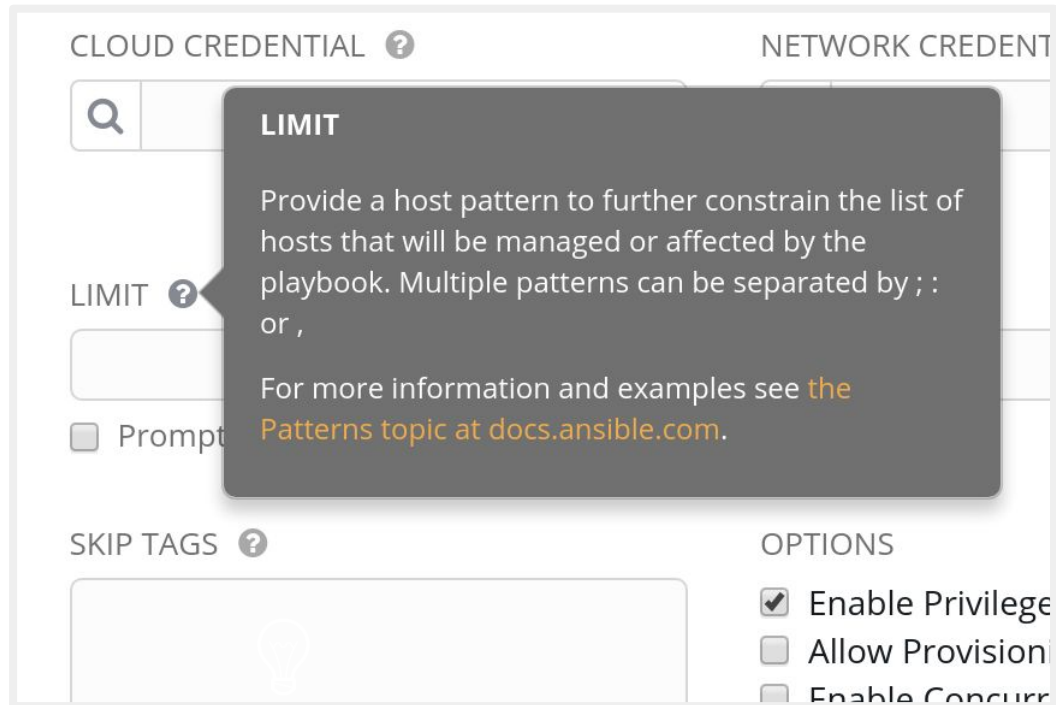 CLOUD CREDENTIAL
NETWORK CREDENT
LIMIT
Provide a host pattern to further constrain the list of
hosts that will be managed or affected by the
playbook. Multiple patterns can be separated by ; :
or ,
For more information and examples see the
Patterns topic at docs.ansible.com.
LIMIT
Prompt
SKIP TAGS
OPTIONS
Enable Privilege
Allow Provisioni
Enable Concurr